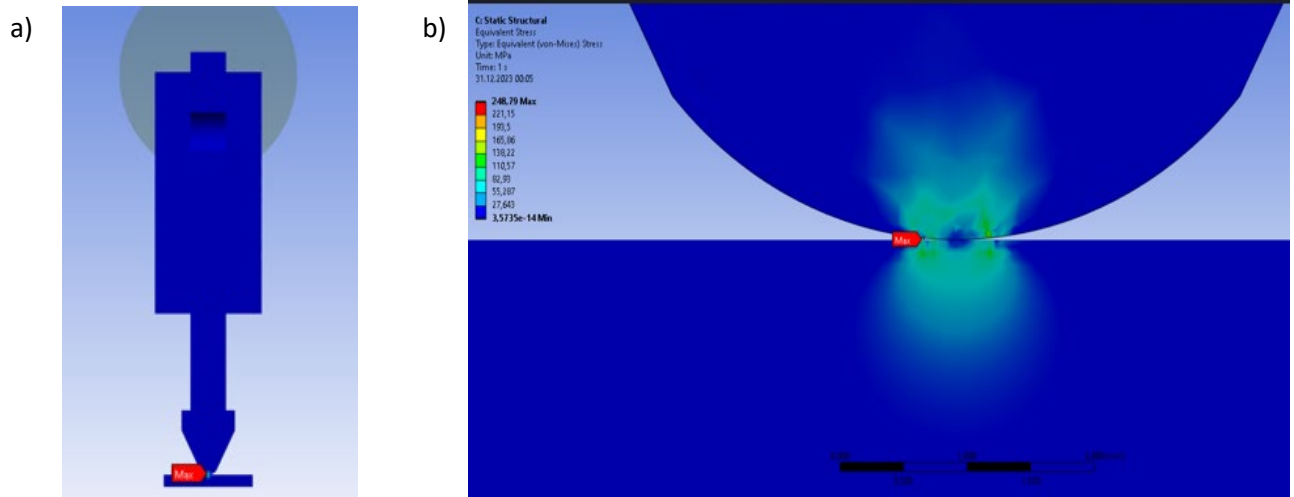 a)
Max
b)
C: Static Structural
Equivalent Stress
Type: Equivalent (von-Mises) Stress
Unit: MPa
Time: 1 s
31.12.2023 00:05
248,79 Max
221,15
193,5
165,86
138,22
110,57
82,93
55,287
27,643
3,5735e-14 Min
Max